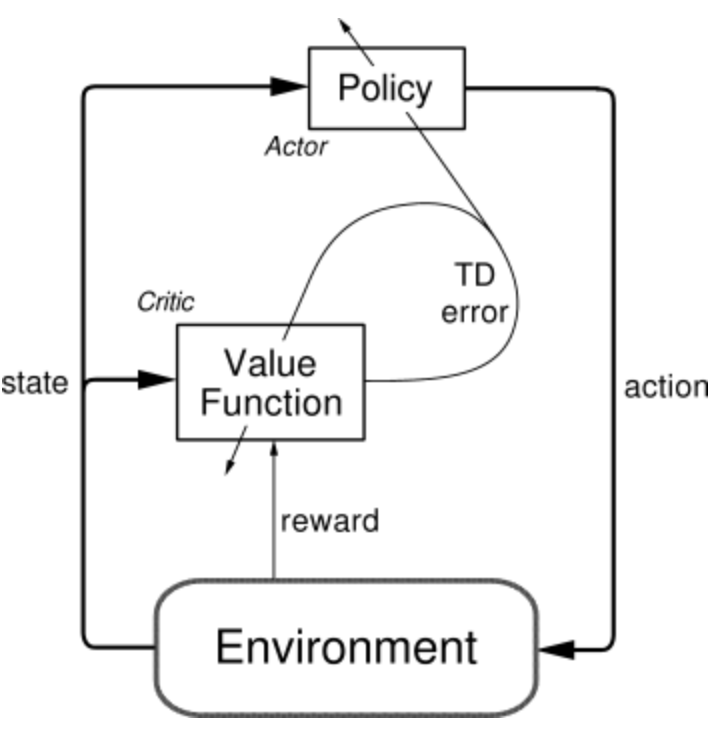 Policy
Actor
TD
error
Critic
Value
Function
state
action
reward
Environment